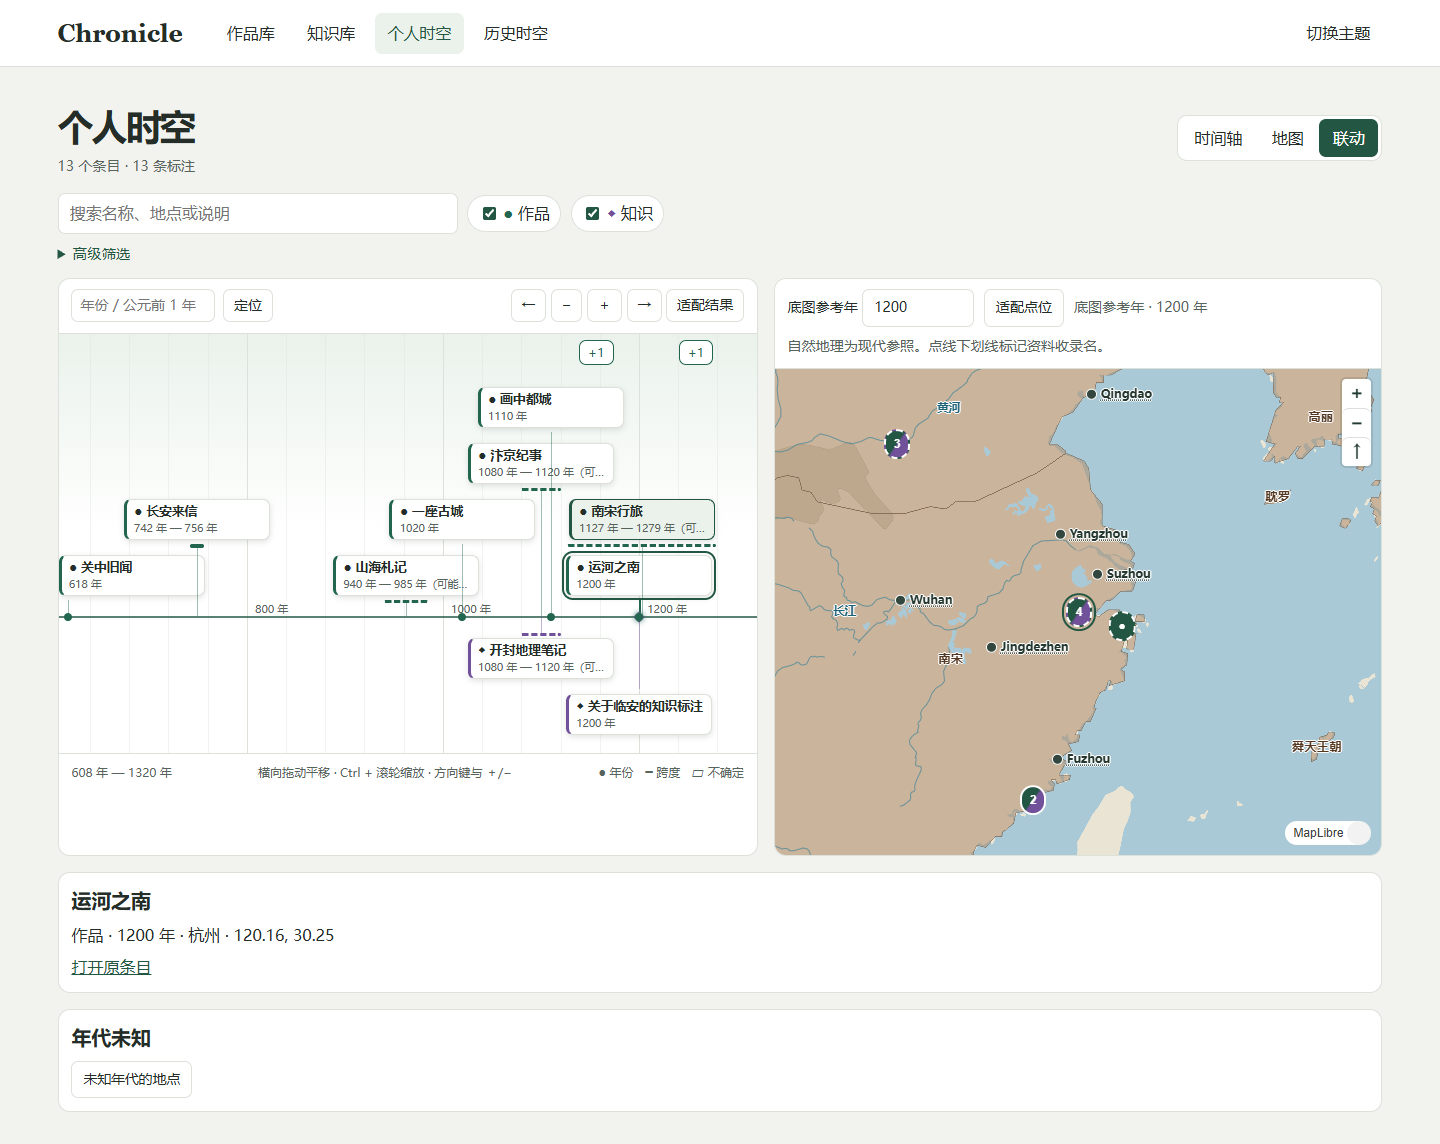 Chronicle
作品库
知识库
个人时空
历史时空
切换主题
个人时空
13 个条目 · 13 条标注
时间轴
地图
联动
搜索名称、地点或说明
● 作品
◆ 知识
▶ 高级筛选
年份 / 公元前 1 年
定位
←
−
+
→
适配结果
+1
+1
● 画中都城
1110 年
● 汴京纪事
1080 年 — 1120 年（可…
● 长安来信
742 年 — 756 年
● 一座古城
1020 年
● 南宋行旅
1127 年 — 1279 年（可…
● 关中旧闻
618 年
● 山海札记
940 年 — 985 年（可能…
● 运河之南
1200 年
800 年
1000 年
1200 年
◆ 开封地理笔记
1080 年 — 1120 年（可…
◆ 关于临安的知识标注
1200 年
608 年 — 1320 年
横向拖动平移 · Ctrl + 滚轮缩放 · 方向键与 +/−
● 年份
━ 跨度
▱ 不确定
底图参考年
1200
适配点位
底图参考年 · 1200 年
自然地理为现代参照。点线下划线标记资料收录名。
Qingdao
黄河
高丽
+
−
↑
3
耽罗
Yangzhou
Suzhou
Wuhan
长江
4
Jingdezhen
南宋
舜天王朝
Fuzhou
2
MapLibre
运河之南
作品 · 1200 年 · 杭州 · 120.16, 30.25
打开原条目
年代未知
未知年代的地点